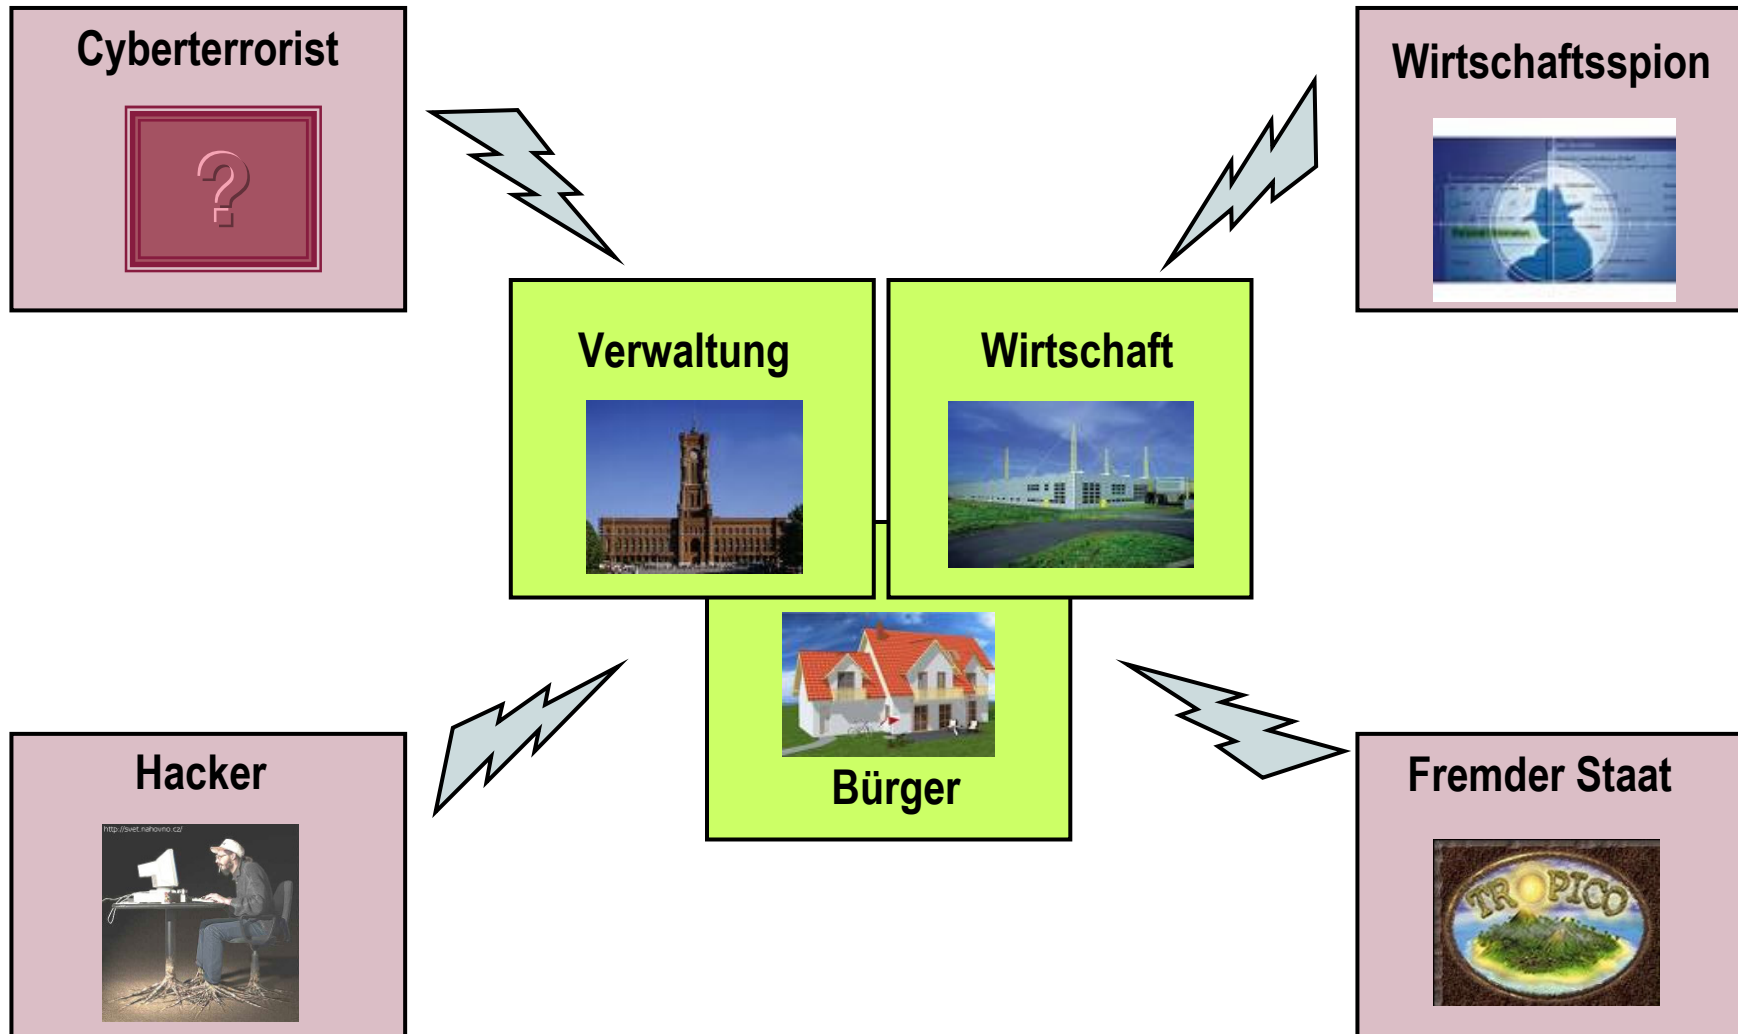 Cyberterrorist
Wirtschaftsspion
Verwaltung
Wirtschaft
Bürger
Hacker
http://svet.nahovno.cz/
Fremder Staat
TROPICO